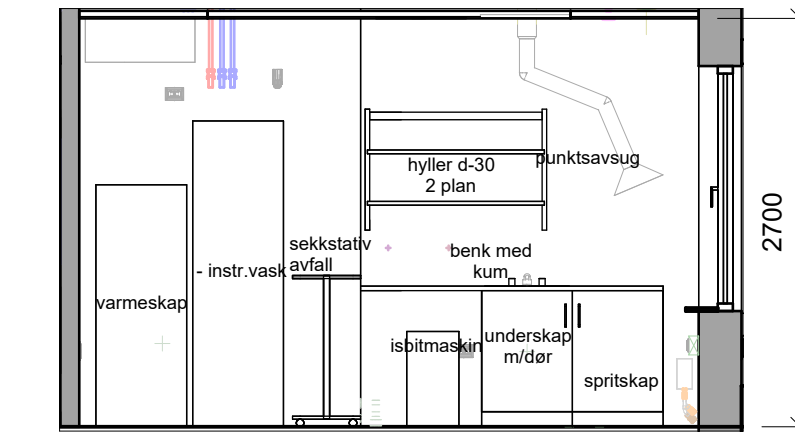 hyller d-30
2 plan
punktsavsug
sekkstativ
avfall
- instr.vask
benk med
kum
varmeskap
isbitmaskin
underskap
m/dør
spritskap
2700